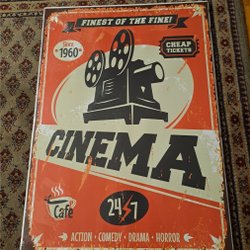 FINEST OF THE FINE!
Since
1960
CHEAP
TICKETS
CINEMA
Cafe
24/7
ACTION · COMEDY · DRAMA · HORROR